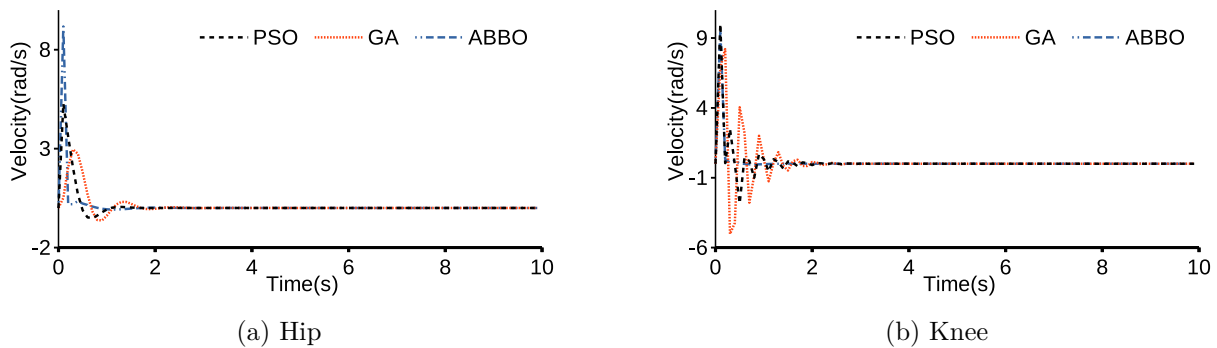 PSO GA ABBO
Velocity(rad/s)
8
3
-2
0 2 4 6 8 10
Time(s)
(a) Hip
PSO GA ABBO
Velocity(rad/s)
9
4
-1
-6
0 2 4 6 8 10
Time(s)
(b) Knee